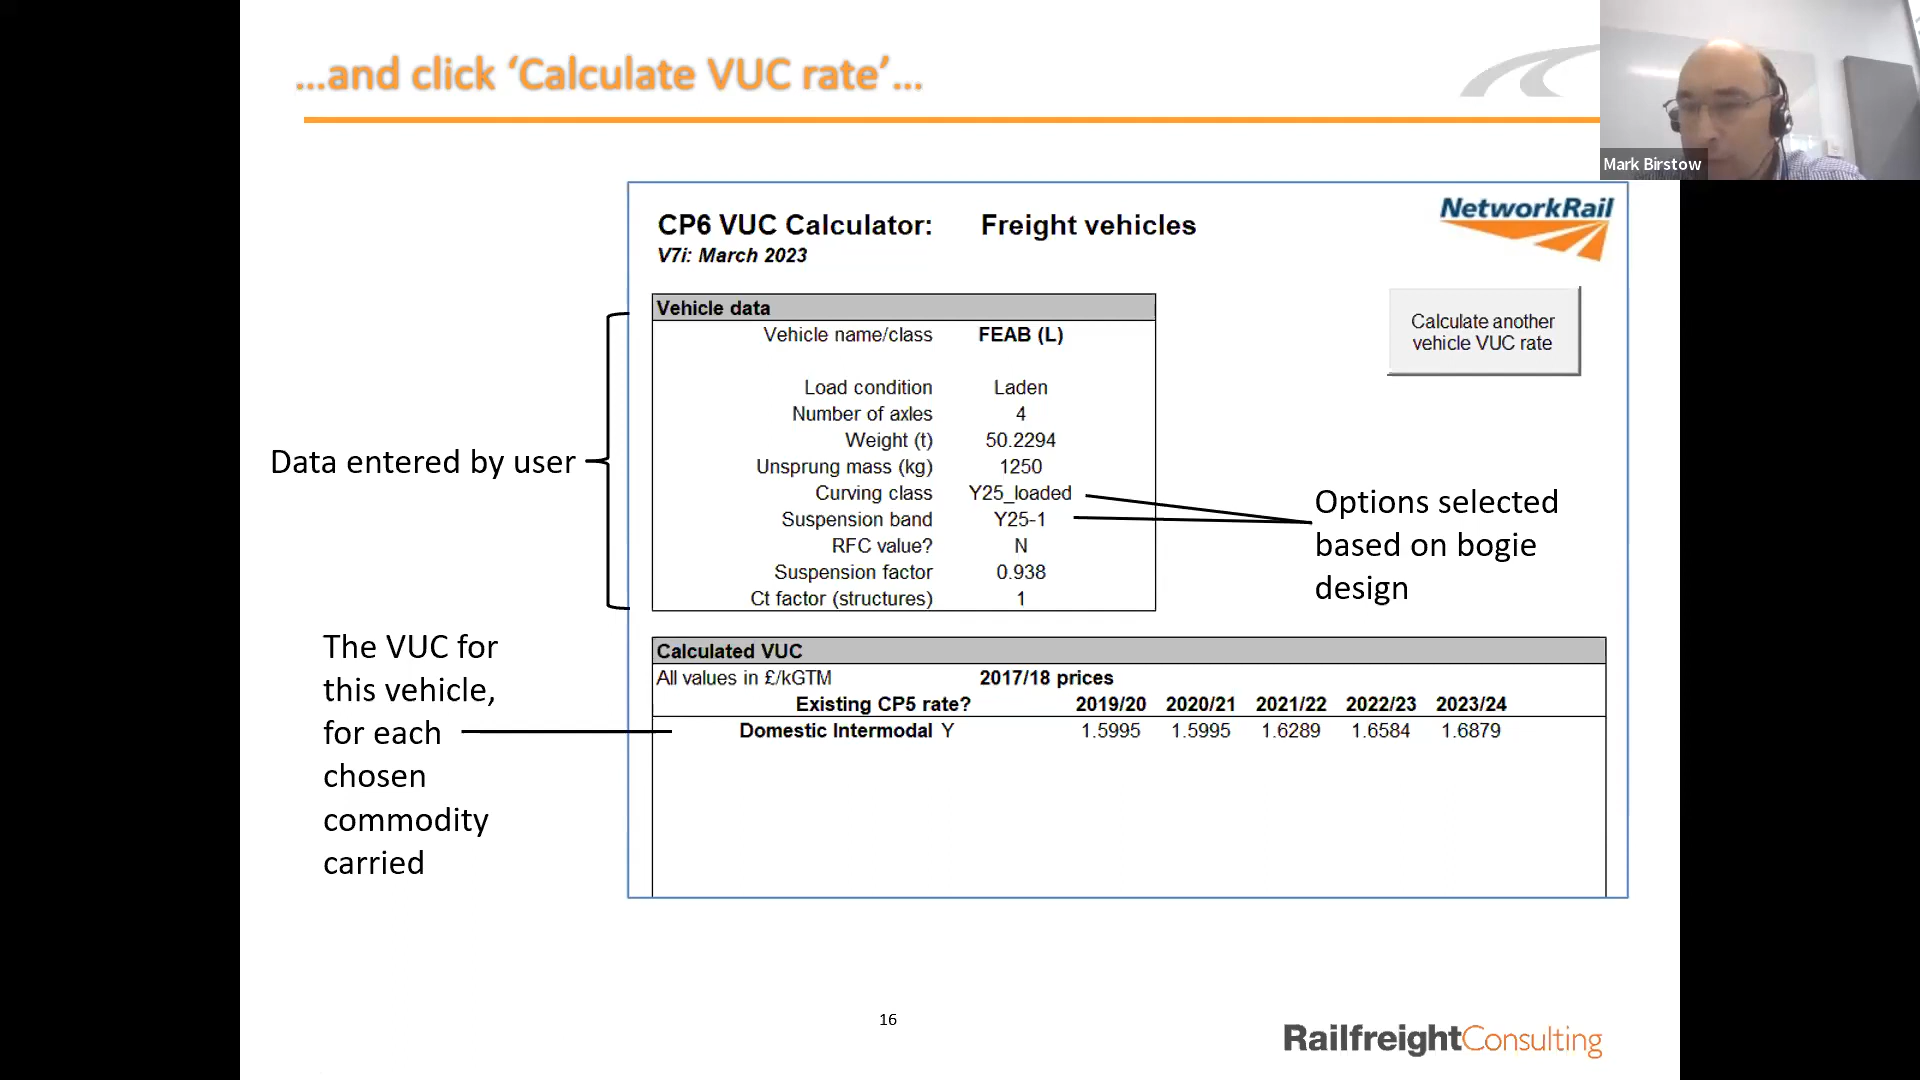 ...and click ‘Calculate VUC rate’...
Mark Birstow
CP6 VUC Calculator: Freight vehicles
V7i: March 2023
NetworkRail
Calculate another
vehicle VUC rate
Vehicle data
Vehicle name/class FEAB (L)
Load condition Laden
Number of axles 4
Weight (t) 50.2294
Unsprung mass (kg) 1250
Curving class Y25_loaded
Suspension band Y25-1
RFC value? N
Suspension factor 0.938
Ct factor (structures) 1
Data entered by user
Options selected
based on bogie
design
The VUC for
this vehicle,
for each
chosen
commodity
carried
Calculated VUC
All values in £/kGTM 2017/18 prices
Existing CP5 rate? 2019/20 2020/21 2021/22 2022/23 2023/24
Domestic Intermodal Y 1.5995 1.5995 1.6289 1.6584 1.6879
16
RailfreightConsulting